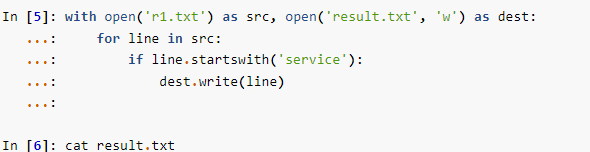 In [5]: with open('r1.txt') as src, open('result.txt', 'w') as dest:
   ...:     for line in src:
   ...:         if line.startswith('service'):
   ...:             dest.write(line)
   ...:
In [6]: cat result.txt